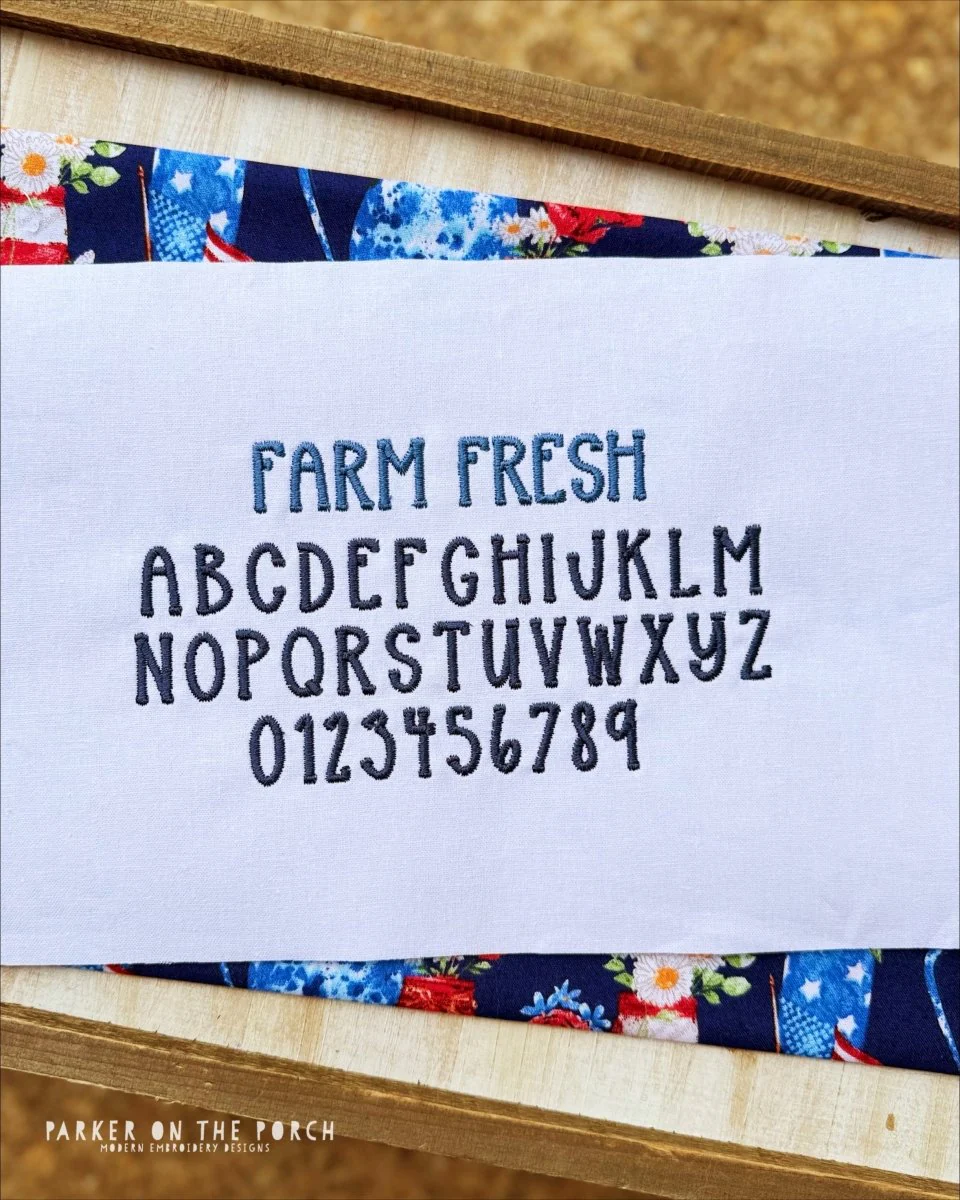 FARM FRESH
ABCDEFGHIJKLM
NOPQRSTUVWXYZ
0123456789
PARKER ON THE PORCH
MODERN EMBROIDERY DESIGNS